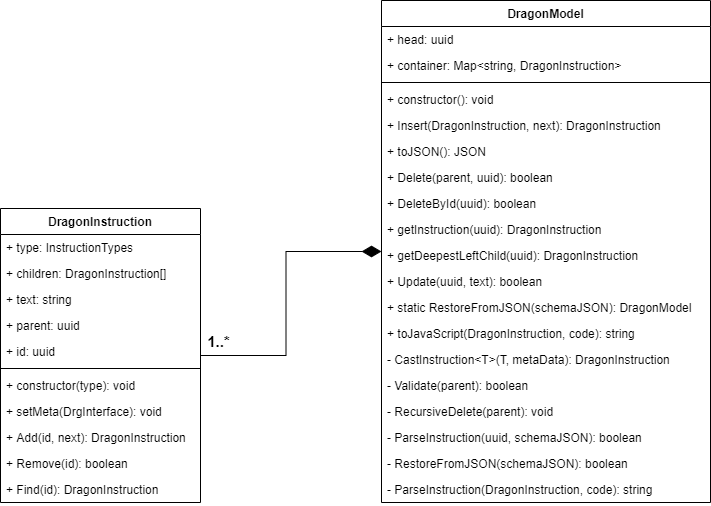 DragonModel
+ head: uuid
+ container: Map<string, DragonInstruction>
+ constructor(): void
+ Insert(DragonInstruction, next): DragonInstruction
+ toJSON(): JSON
+ Delete(parent, uuid): boolean
+ DeleteById(uuid): boolean
+ getInstruction(uuid): DragonInstruction
+ getDeepestLeftChild(uuid): DragonInstruction
+ Update(uuid, text): boolean
+ static RestoreFromJSON(schemaJSON): DragonModel
+ toJavaScript(DragonInstruction, code): string
- CastInstruction<T>(T, metaData): DragonInstruction
- Validate(parent): boolean
- RecursiveDelete(parent): void
- ParseInstruction(uuid, schemaJSON): boolean
- RestoreFromJSON(schemaJSON): boolean
- ParseInstruction(DragonInstruction, code): string
DragonInstruction
+ type: InstructionTypes
+ children: DragonInstruction[]
+ text: string
+ parent: uuid
+ id: uuid
+ constructor(type): void
+ setMeta(DrgInterface): void
+ Add(id, next): DragonInstruction
+ Remove(id): boolean
+ Find(id): DragonInstruction
1..*